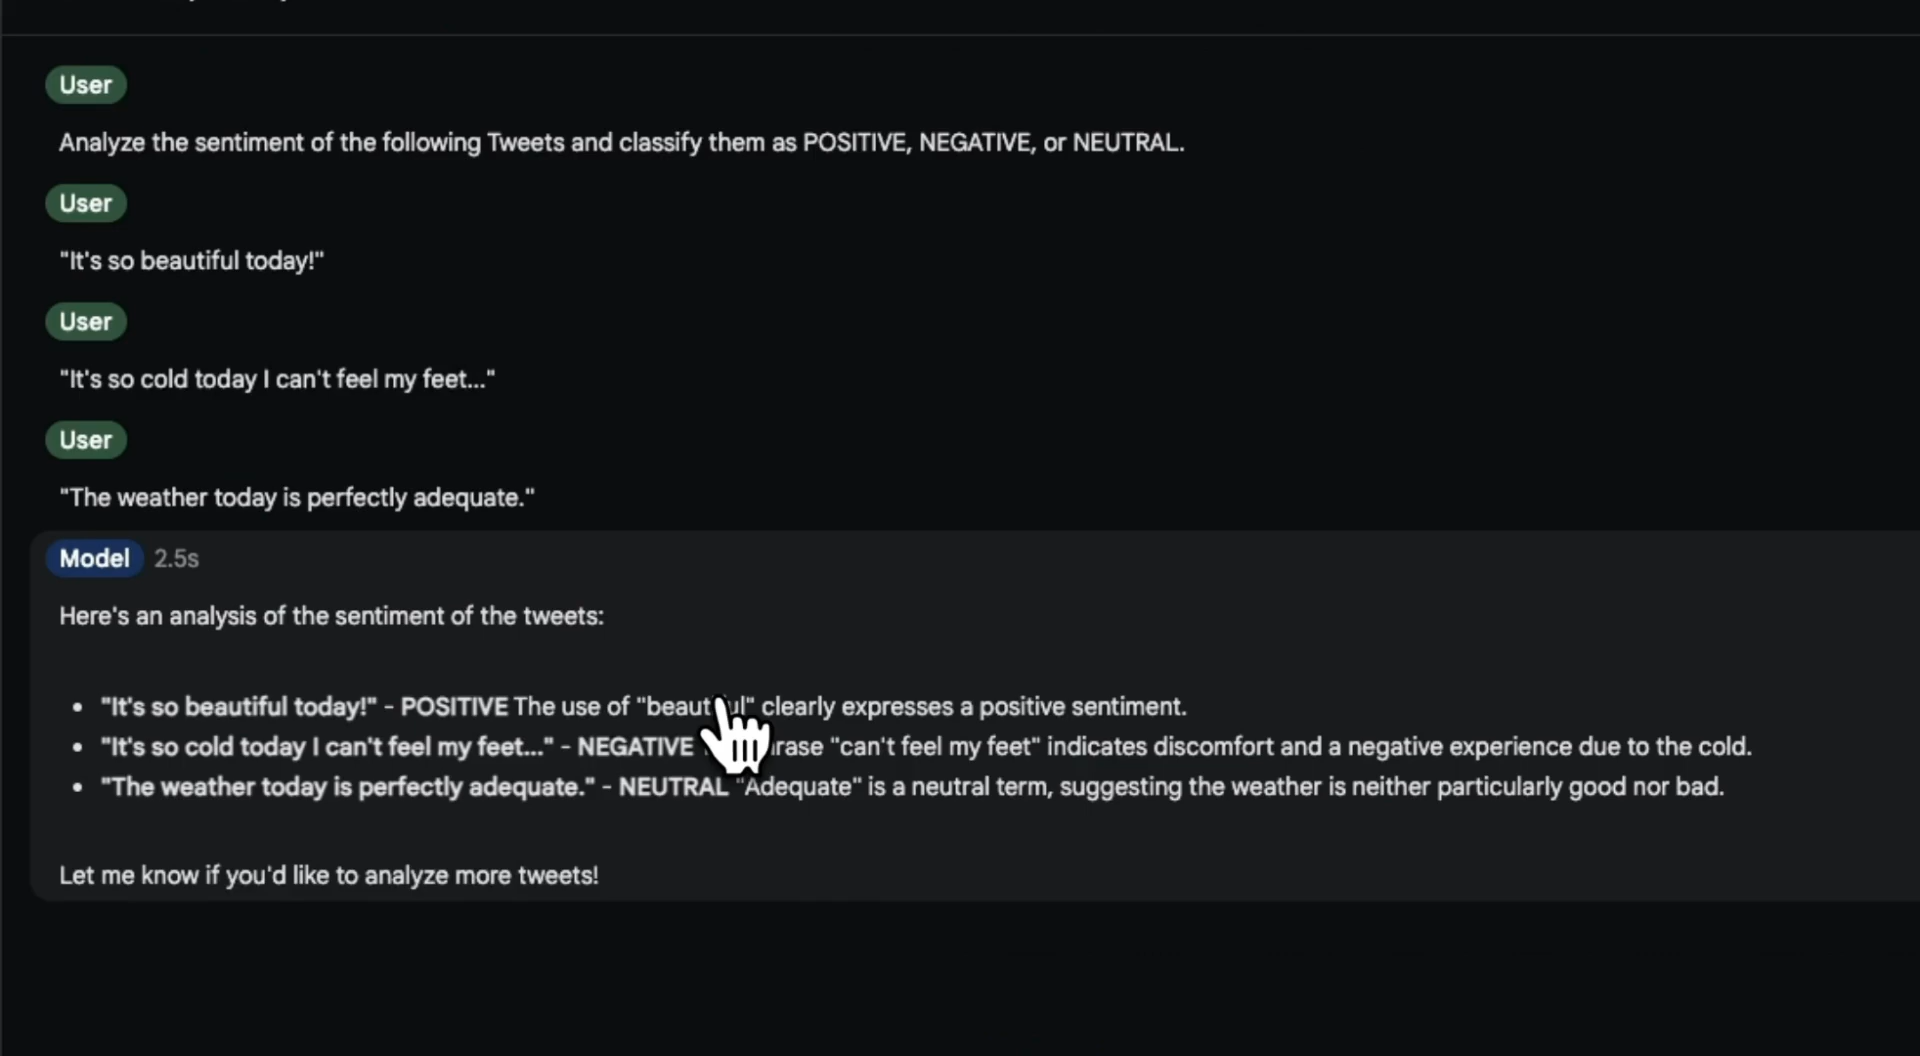 User
Analyze the sentiment of the following Tweets and classify them as POSITIVE, NEGATIVE, or NEUTRAL.
User
"It's so beautiful today!"
User
"It's so cold today I can't feel my feet..."
User
"The weather today is perfectly adequate."
Model 2.5s
Here's an analysis of the sentiment of the tweets:
• "It's so beautiful today!" - POSITIVE The use of "beautiful" clearly expresses a positive sentiment.
• "It's so cold today I can't feel my feet..." - NEGATIVE "can't feel my feet" indicates discomfort and a negative experience due to the cold.
• "The weather today is perfectly adequate." - NEUTRAL "Adequate" is a neutral term, suggesting the weather is neither particularly good nor bad.
Let me know if you'd like to analyze more tweets!